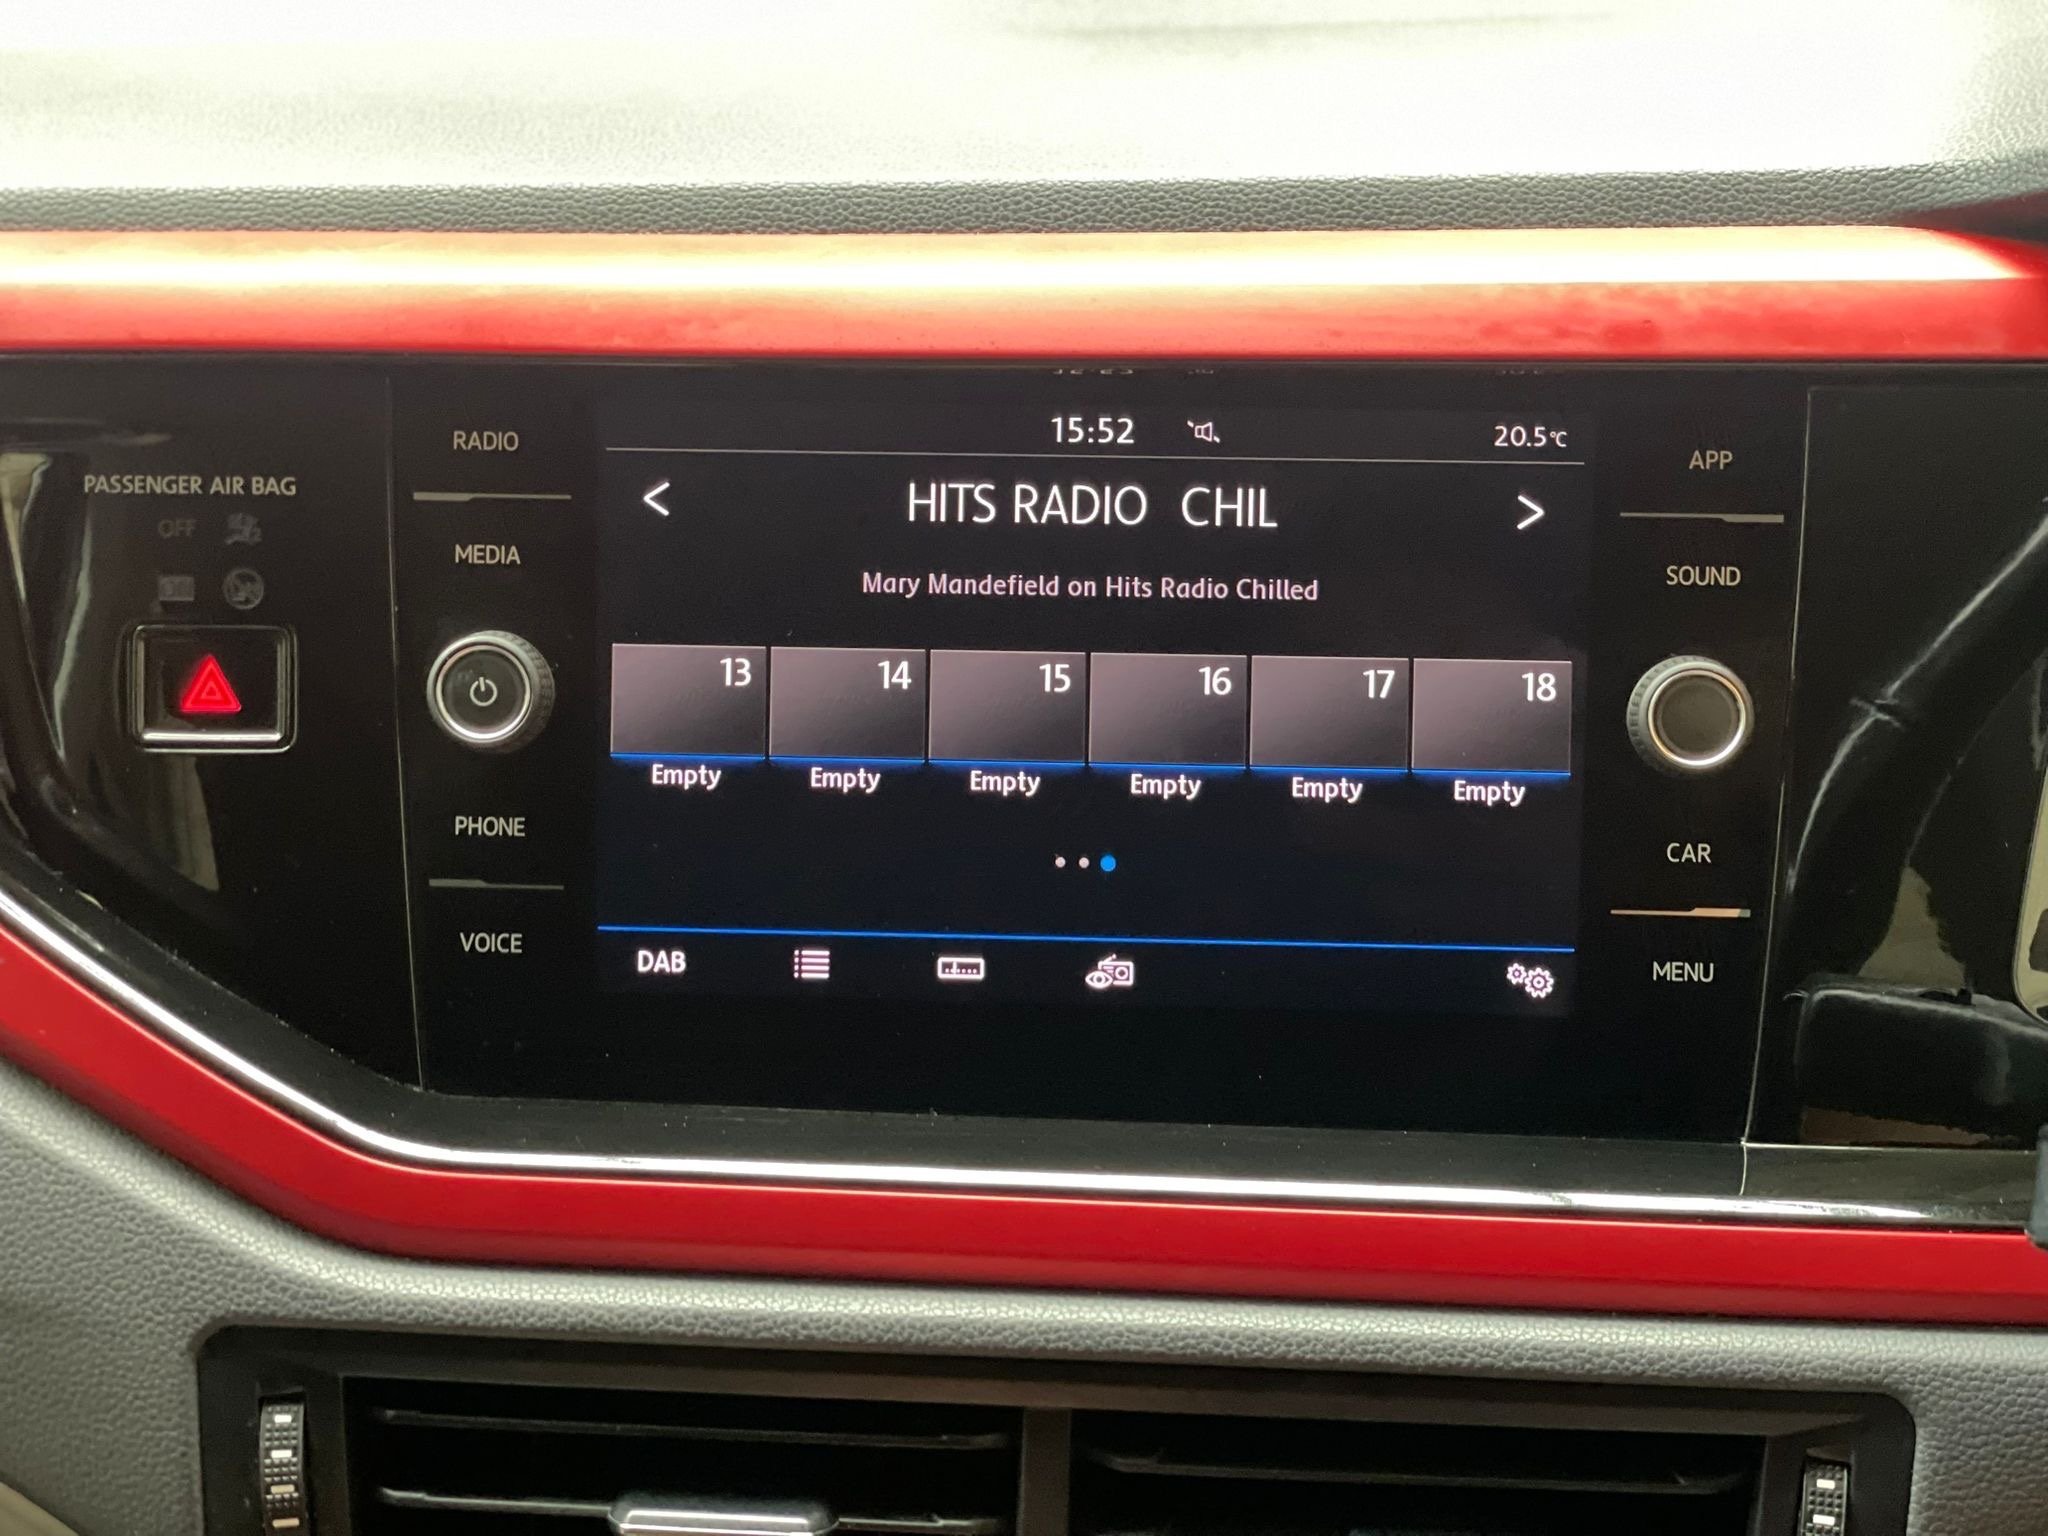 RADIO
15:52
20.5°C
APP
PASSENGER AIR BAG
OFF
HITS RADIO CHIL
MEDIA
SOUND
Mary Mandefield on Hits Radio Chilled
13 14 15 16 17 18
Empty Empty Empty Empty Empty Empty
PHONE
CAR
VOICE
DAB
MENU